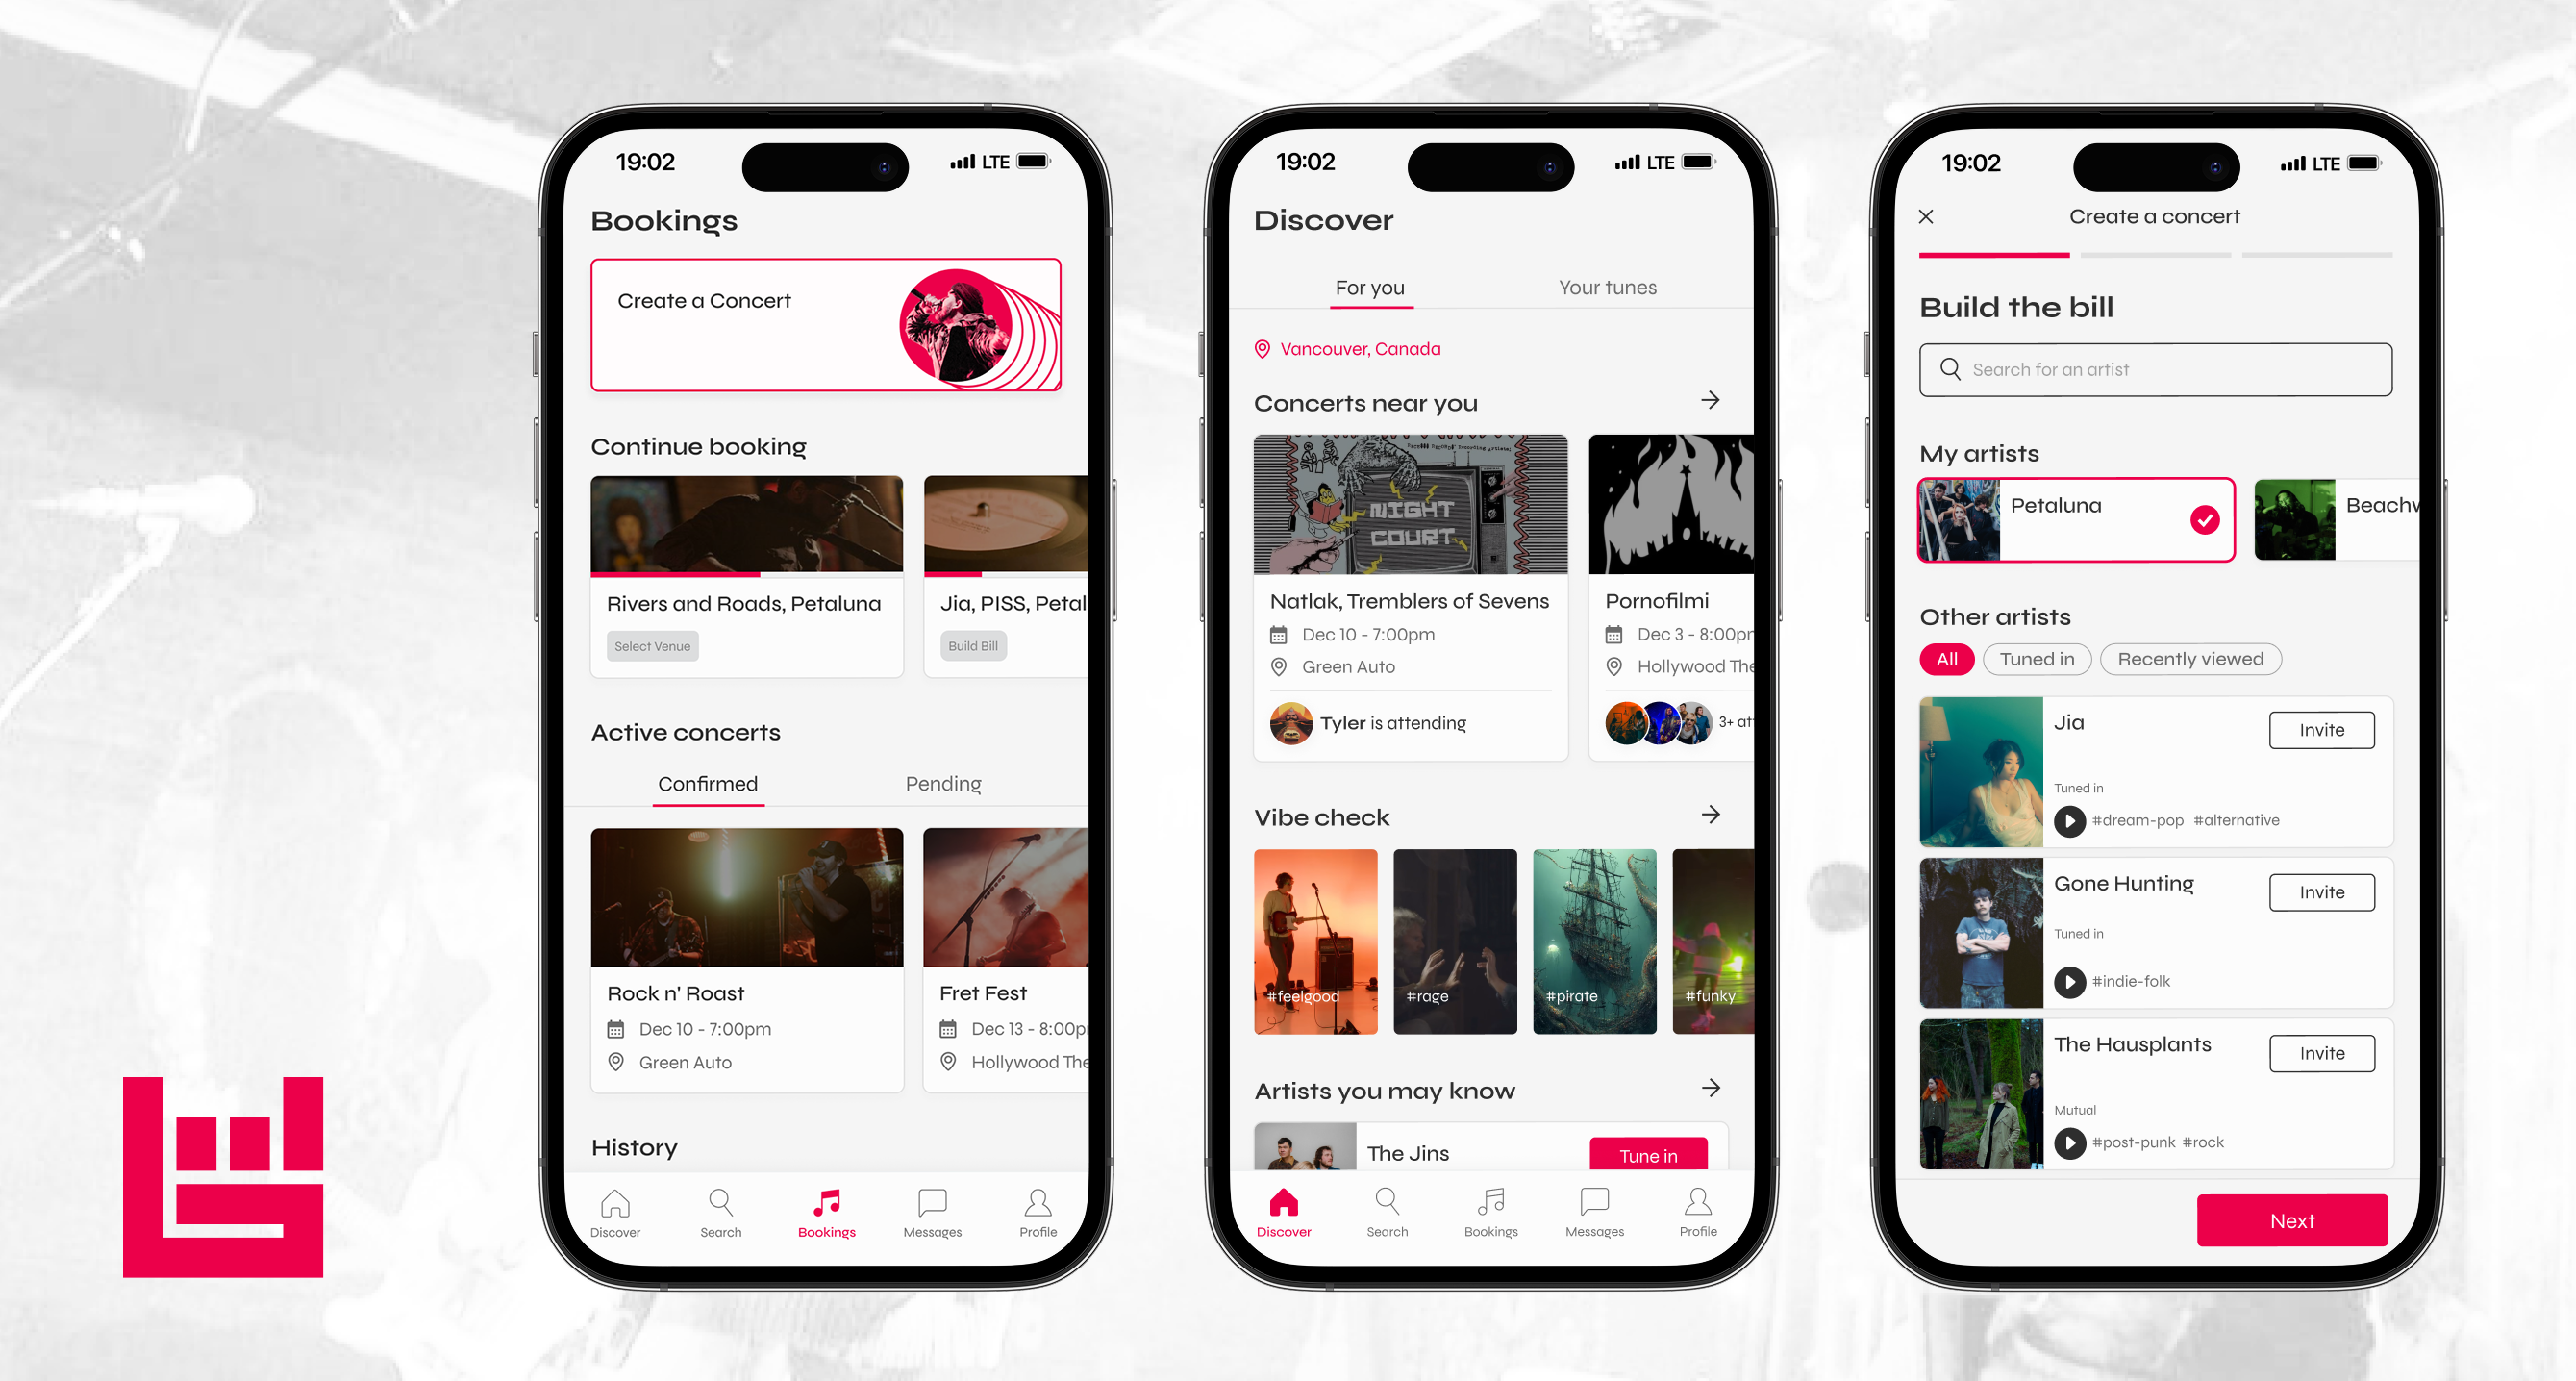 19:02
LTE
Bookings
Create a Concert
Continue booking
Rivers and Roads, Petaluna
Select Venue
Jia, PISS, Petal
Build Bill
Active concerts
Confirmed
Pending
Rock n' Roast
Dec 10 - 7:00pm
Green Auto
Fret Fest
Dec 13 - 8:00p
Hollywood The
History
Discover
Search
Bookings
Messages
Profile
19:02
LTE
Discover
For you
Your tunes
Vancouver, Canada
Concerts near you
NIGHT
COURT
Natlak, Tremblers of Sevens
Dec 10 - 7:00pm
Green Auto
Tyler is attending
Pornofilmi
Dec 3 - 8:00p
Hollywood The
3+ at
Vibe check
#feelgood
#rage
#pirate
#funky
Artists you may know
The Jins
Tune in
Discover
Search
Bookings
Messages
Profile
19:02
LTE
Create a concert
Build the bill
Search for an artist
My artists
Petaluna
Beach
Other artists
All
Tuned in
Recently viewed
Jia
Invite
Tuned in
#dream-pop #alternative
Gone Hunting
Invite
Tuned in
#indie-folk
The Hausplants
Invite
Mutual
#post-punk #rock
Next